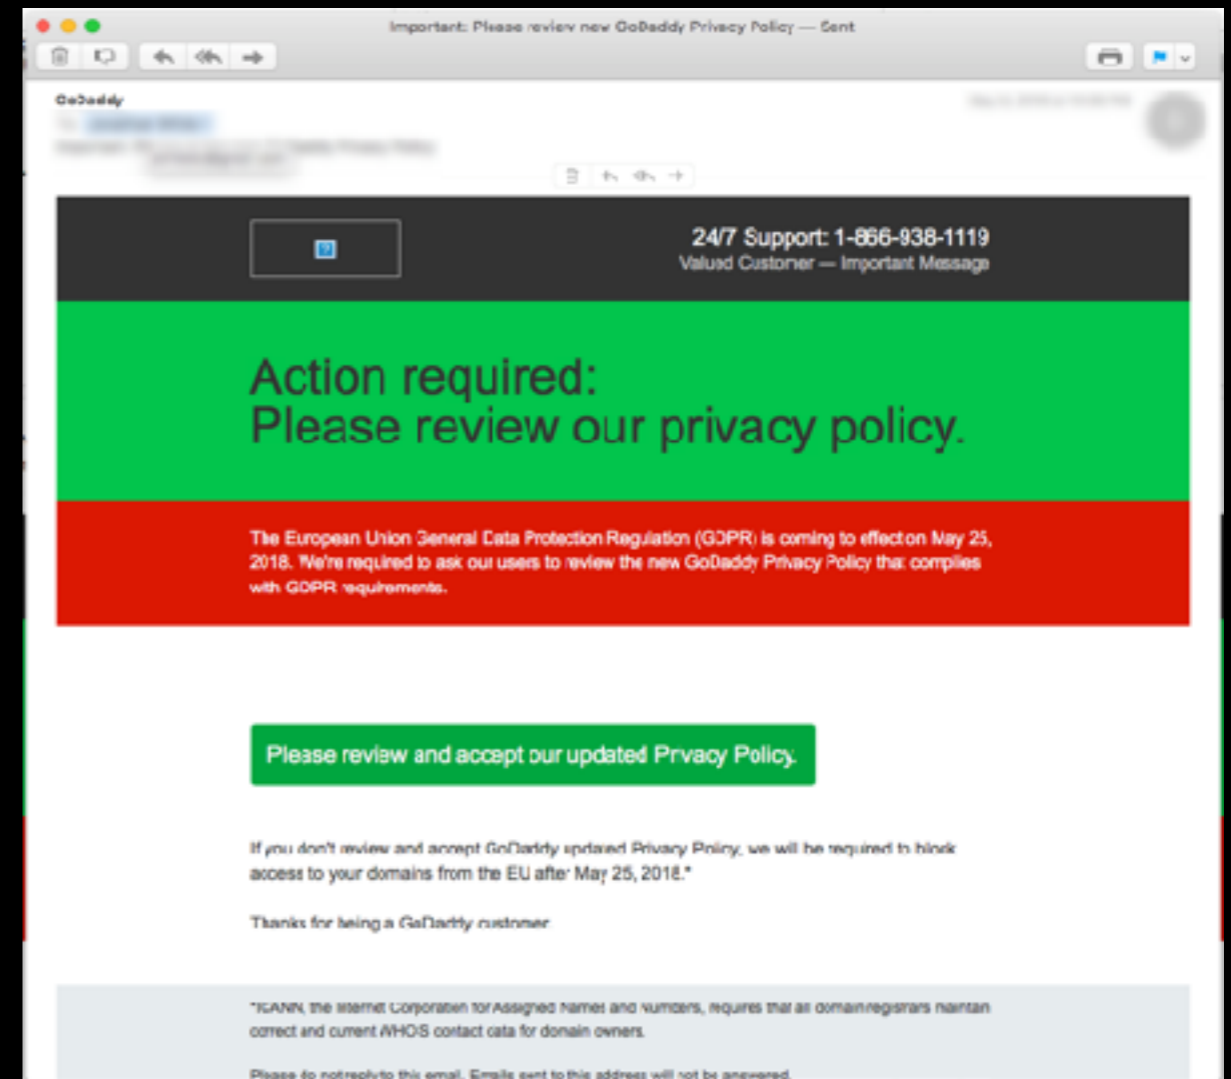 Important: Please review new GoDaddy Privacy Policy — Sent
GoDaddy
24/7 Support: 1-866-938-1119
Valued Customer — Important Message
Action required:
Please review our privacy policy.
The European Union General Data Protection Regulation (GDPR) is coming to effect on May 25,
2018. We're required to ask our users to review the new GoDaddy Privacy Policy that complies
with GDPR requirements.
Please review and accept our updated Privacy Policy.
If you don't review and accept GoDaddy updated Privacy Policy, we will be required to block
access to your domains from the EU after May 25, 2018.*
Thanks for being a GoDaddy customer.
*ICANN, the Internet Corporation for Assigned Names and Numbers, requires that all domain registrars maintain
correct and current WHOIS contact data for domain owners.
Please do not reply to this email. Emails sent to this address will not be answered.